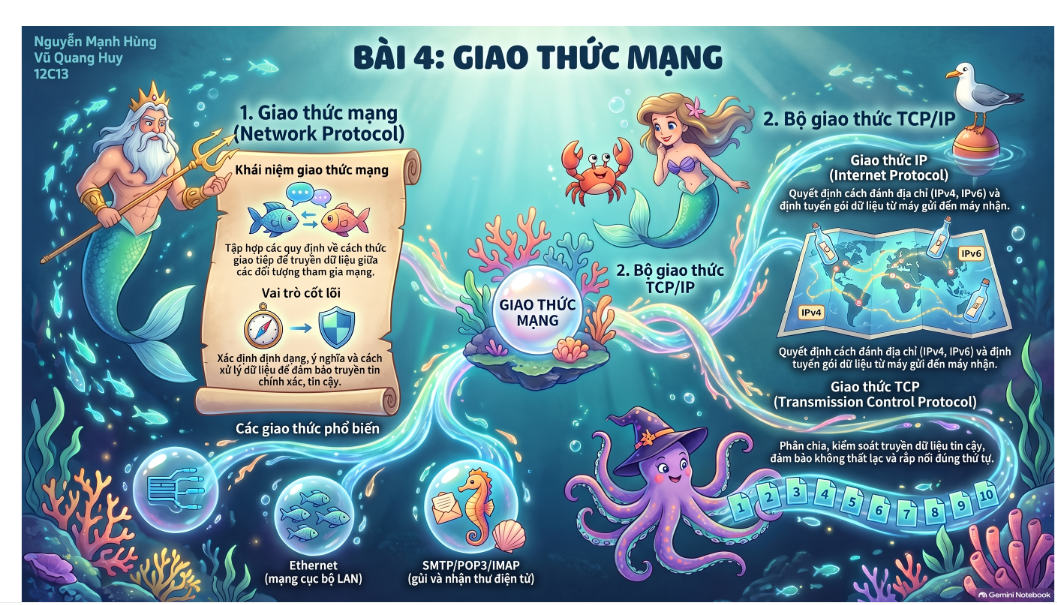 Nguyễn Mạnh Hùng
Vũ Quang Huy
12C13
BÀI 4: GIAO THỨC MẠNG
1. Giao thức mạng
(Network Protocol)
Khái niệm giao thức mạng
Tập hợp các quy định về cách thức
giao tiếp để truyền dữ liệu giữa
các đối tượng tham gia mạng.
Vai trò cốt lõi
Xác định định dạng, ý nghĩa và cách
xử lý dữ liệu để đảm bảo truyền tin
chính xác, tin cậy.
Các giao thức phổ biến
Ethernet
(mạng cục bộ LAN)
SMTP/POP3/IMAP
(gửi và nhận thư điện tử)
GIAO THỨC
MẠNG
2. Bộ giao thức
TCP/IP
2. Bộ giao thức TCP/IP
Giao thức IP
(Internet Protocol)
Quyết định cách đánh địa chỉ (IPv4, IPv6) và
định tuyến gói dữ liệu từ máy gửi đến máy nhận.
IPv6
IPv4
Quyết định cách đánh địa chỉ (IPv4, IPv6) và định
tuyến gói dữ liệu từ máy gửi đến máy nhận.
Giao thức TCP
(Transmission Control Protocol)
Phân chia, kiểm soát truyền dữ liệu tin cậy,
đảm bảo không thất lạc và rắp nối đúng thứ tự.
1 2 3 4 5 6 7 8 9 10
Gemini Notebook